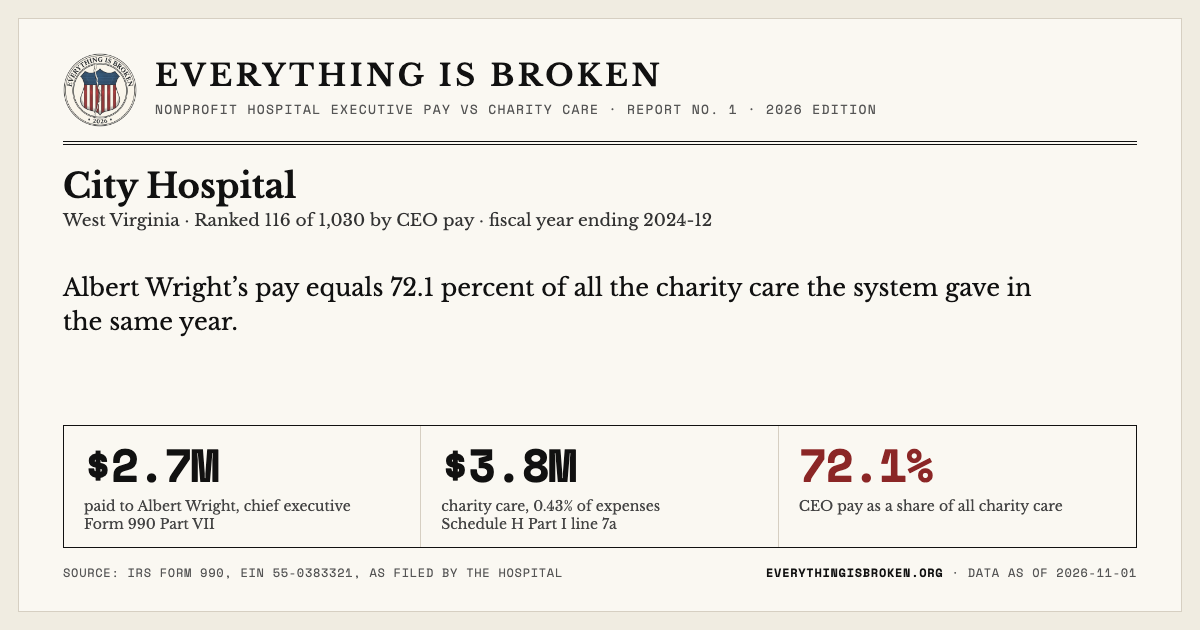 EVERYTHING IS BROKEN
2026
EVERYTHING IS BROKEN
NONPROFIT HOSPITAL EXECUTIVE PAY VS CHARITY CARE · REPORT NO. 1 · 2026 EDITION
City Hospital
West Virginia · Ranked 116 of 1,030 by CEO pay · fiscal year ending 2024-12
Albert Wright’s pay equals 72.1 percent of all the charity care the system gave in
the same year.
$2.7M
paid to Albert Wright, chief executive
Form 990 Part VII
$3.8M
charity care, 0.43% of expenses
Schedule H Part I line 7a
72.1%
CEO pay as a share of all charity care
SOURCE: IRS FORM 990, EIN 55-0383321, AS FILED BY THE HOSPITAL
EVERYTHINGISBROKEN.ORG · DATA AS OF 2026-11-01